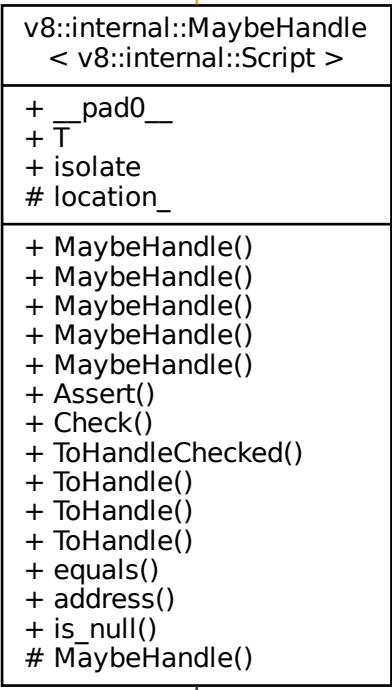 v8::internal::MaybeHandle
< v8::internal::Script >
+ __pad0__
+ T
+ isolate
# location_
+ MaybeHandle()
+ MaybeHandle()
+ MaybeHandle()
+ MaybeHandle()
+ MaybeHandle()
+ Assert()
+ Check()
+ ToHandleChecked()
+ ToHandle()
+ ToHandle()
+ ToHandle()
+ equals()
+ address()
+ is_null()
# MaybeHandle()